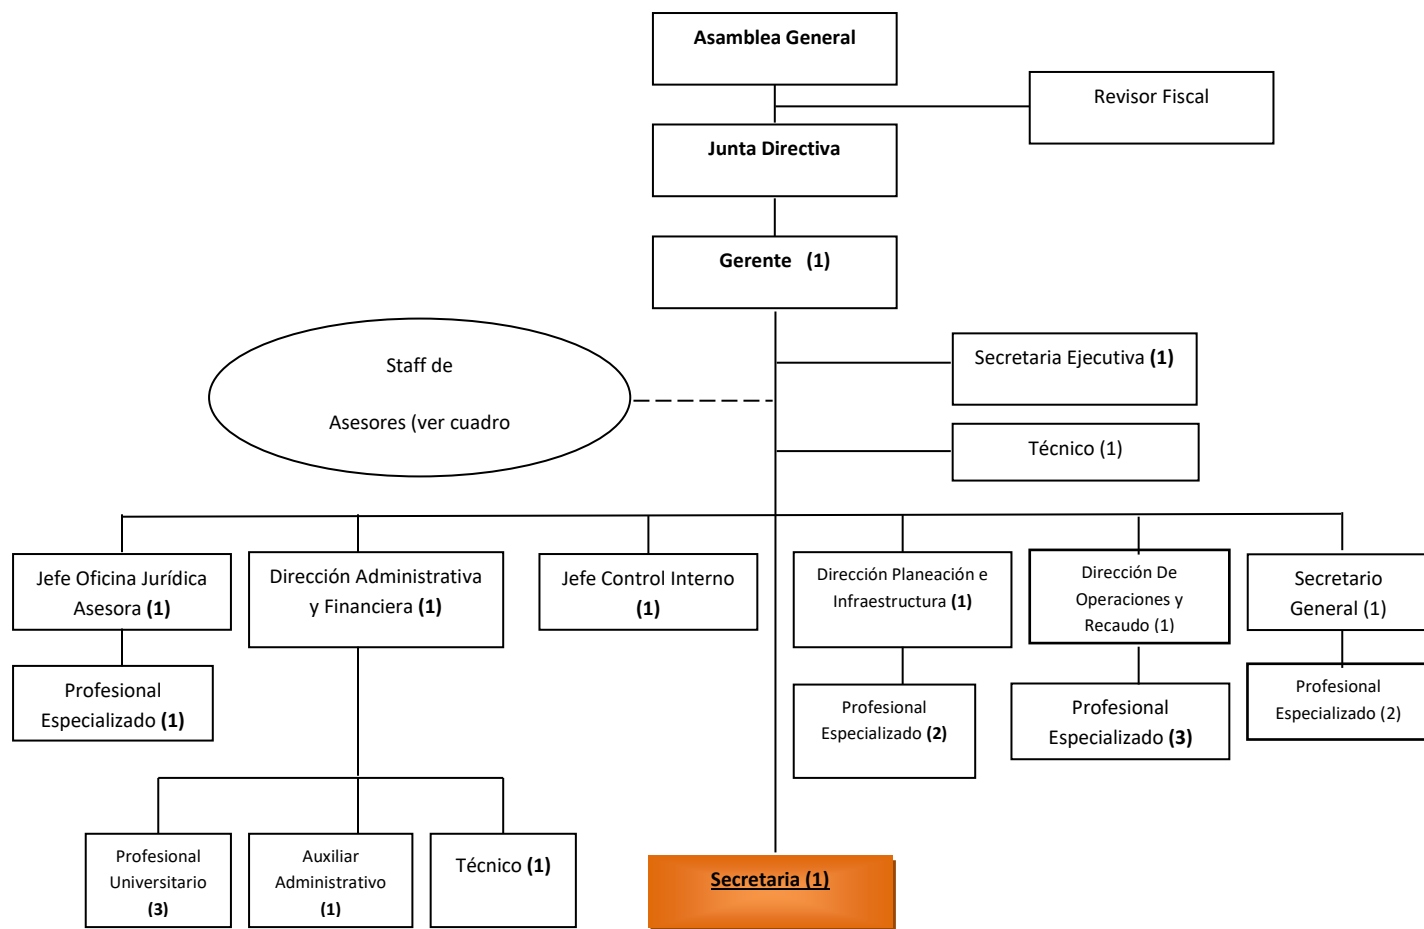 Asamblea General
Revisor Fiscal
Junta Directiva
Gerente (1)
Staff de
Asesores (ver cuadro
Secretaria Ejecutiva (1)
Técnico (1)
Jefe Oficina Jurídica
Asesora (1)
Dirección Administrativa
y Financiera (1)
Jefe Control Interno
(1)
Dirección Planeación e
Infraestructura (1)
Dirección De
Operaciones y
Recaudo (1)
Secretario
General (1)
Profesional
Especializado (1)
Profesional
Especializado (2)
Profesional
Especializado (3)
Profesional
Especializado (2)
Profesional
Universitario
(3)
Auxiliar
Administrativo
(1)
Técnico (1)
Secretaria (1)